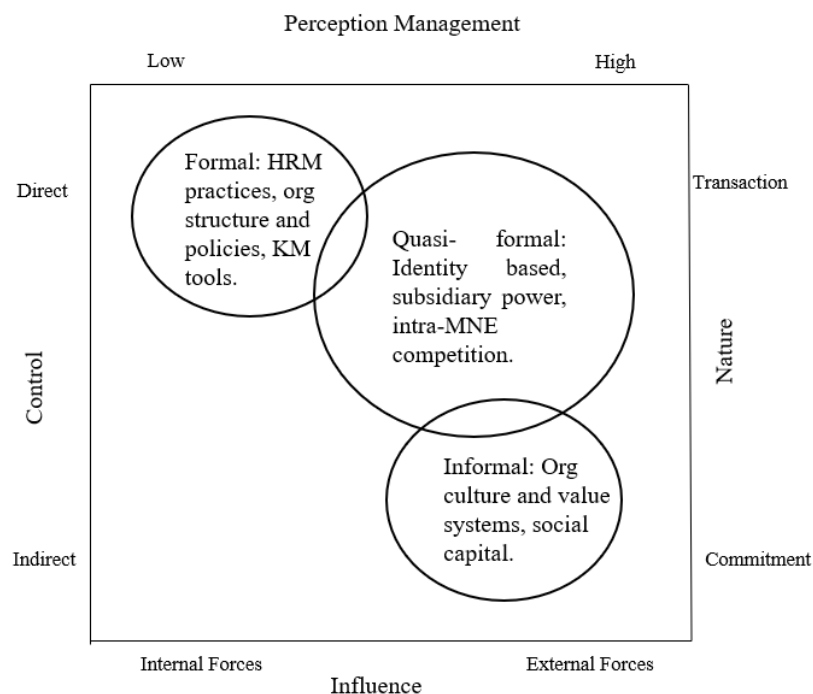 Perception Management
Low
High
Direct
Transaction
Formal: HRM
practices, org
structure and
policies, KM
tools.
Quasi- formal:
Identity based,
subsidiary power,
intra-MNE
competition.
Control
Nature
Informal: Org
culture and value
systems, social
capital.
Indirect
Commitment
Internal Forces
External Forces
Influence